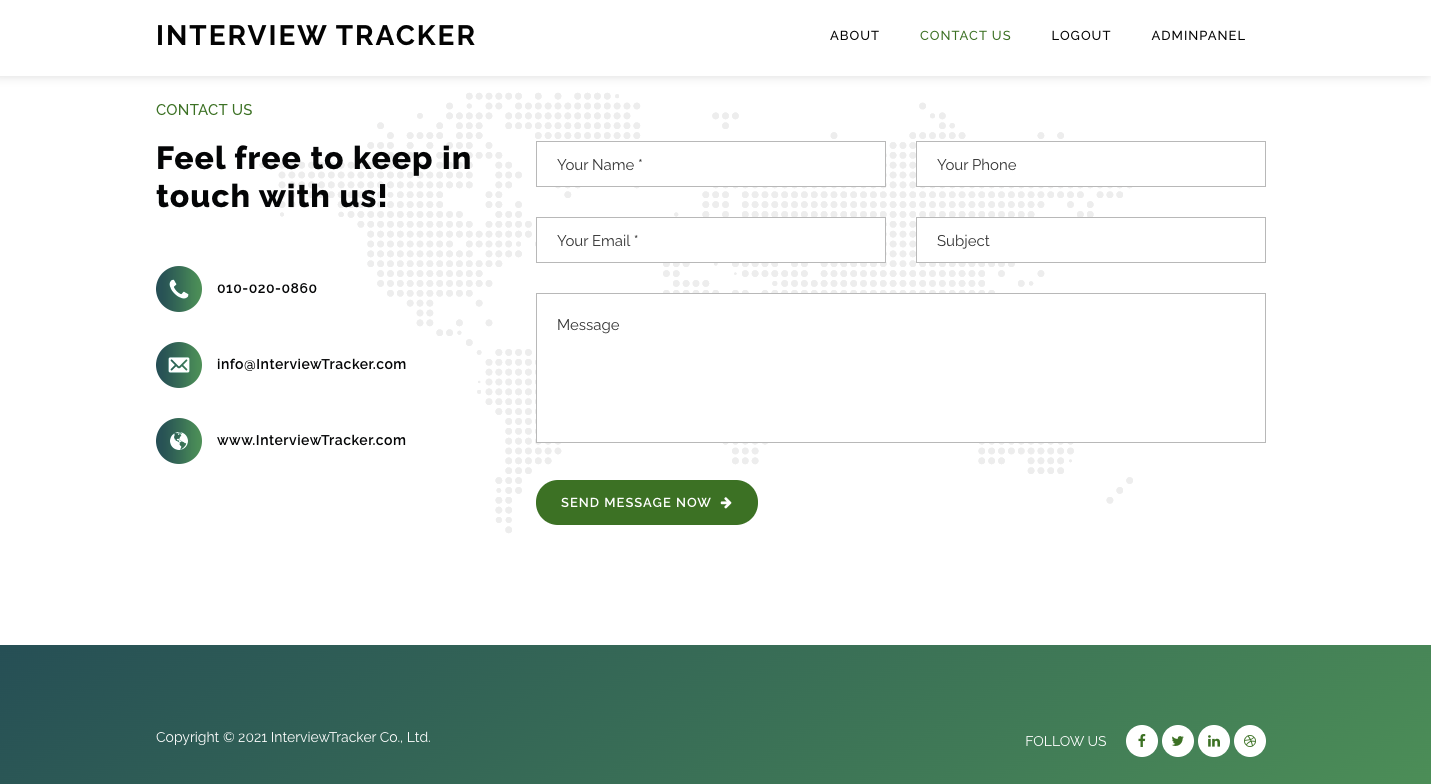 INTERVIEW TRACKER
ABOUT
CONTACT US
LOGOUT
ADMINPANEL
CONTACT US
Feel free to keep in
touch with us!
010-020-0860
info@InterviewTracker.com
www.InterviewTracker.com
Your Name *
Your Phone
Your Email *
Subject
Message
SEND MESSAGE NOW
Copyright © 2021 InterviewTracker Co., Ltd.
FOLLOW US